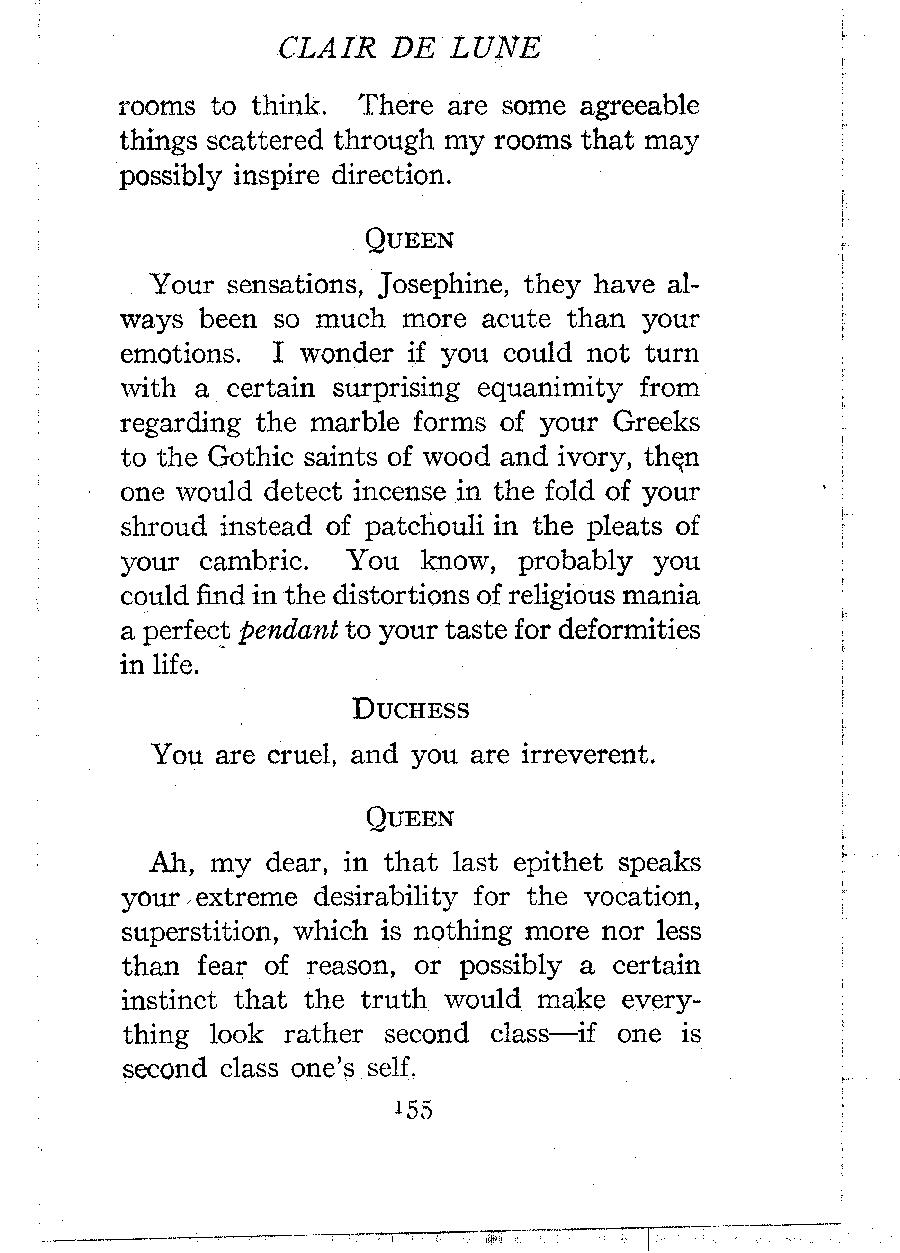 CLAIR DE LUNE
rooms to think. There are some agreeable
things scattered through my rooms that may
possibly inspire direction.
QUEEN
Your sensations, Josephine, they have al-
ways been so much more acute than your
emotions. I wonder if you could not turn
with a certain surprising equanimity from
regarding the marble forms of your Greeks
to the Gothic saints of wood and ivory, then
one would detect incense in the fold of your
shroud instead of patchouli in the pleats of
your cambric. You know, probably you
could find in the distortions of religious mania
a perfect pendant to your taste for deformities
in life.
DUCHESS
You are cruel, and you are irreverent.
QUEEN
Ah, my dear, in that last epithet speaks
your extreme desirability for the vocation,
superstition, which is nothing more nor less
than fear of reason, or possibly a certain
instinct that the truth would make every-
thing look rather second class—if one is
second class one's self.
155